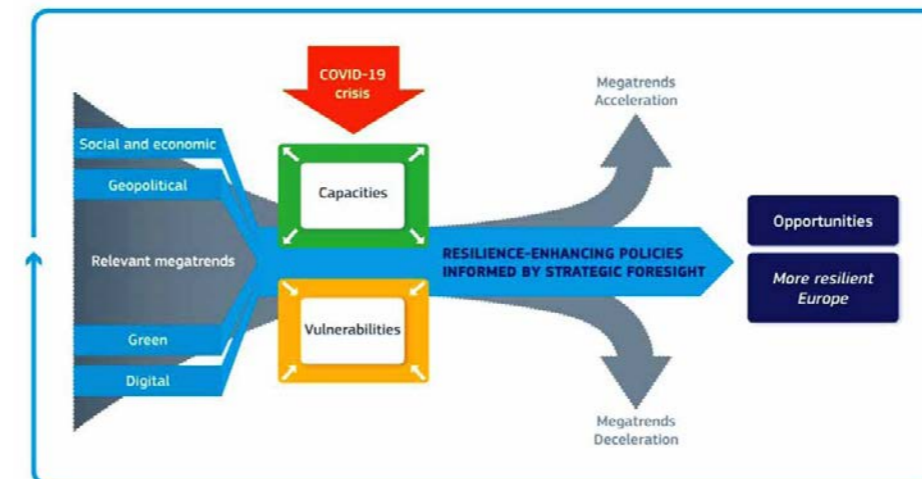 COVID-19
crisis
Megatrends
Acceleration
Social and economic
Geopolitical
Capacities
Opportunities
Relevant megatrends
RESILIENCE-ENHANCING POLICIES
INFORMED BY STRATEGIC FORESIGHT
More resilient
Europe
Vulnerabilities
Green
Digital
Megatrends
Deceleration